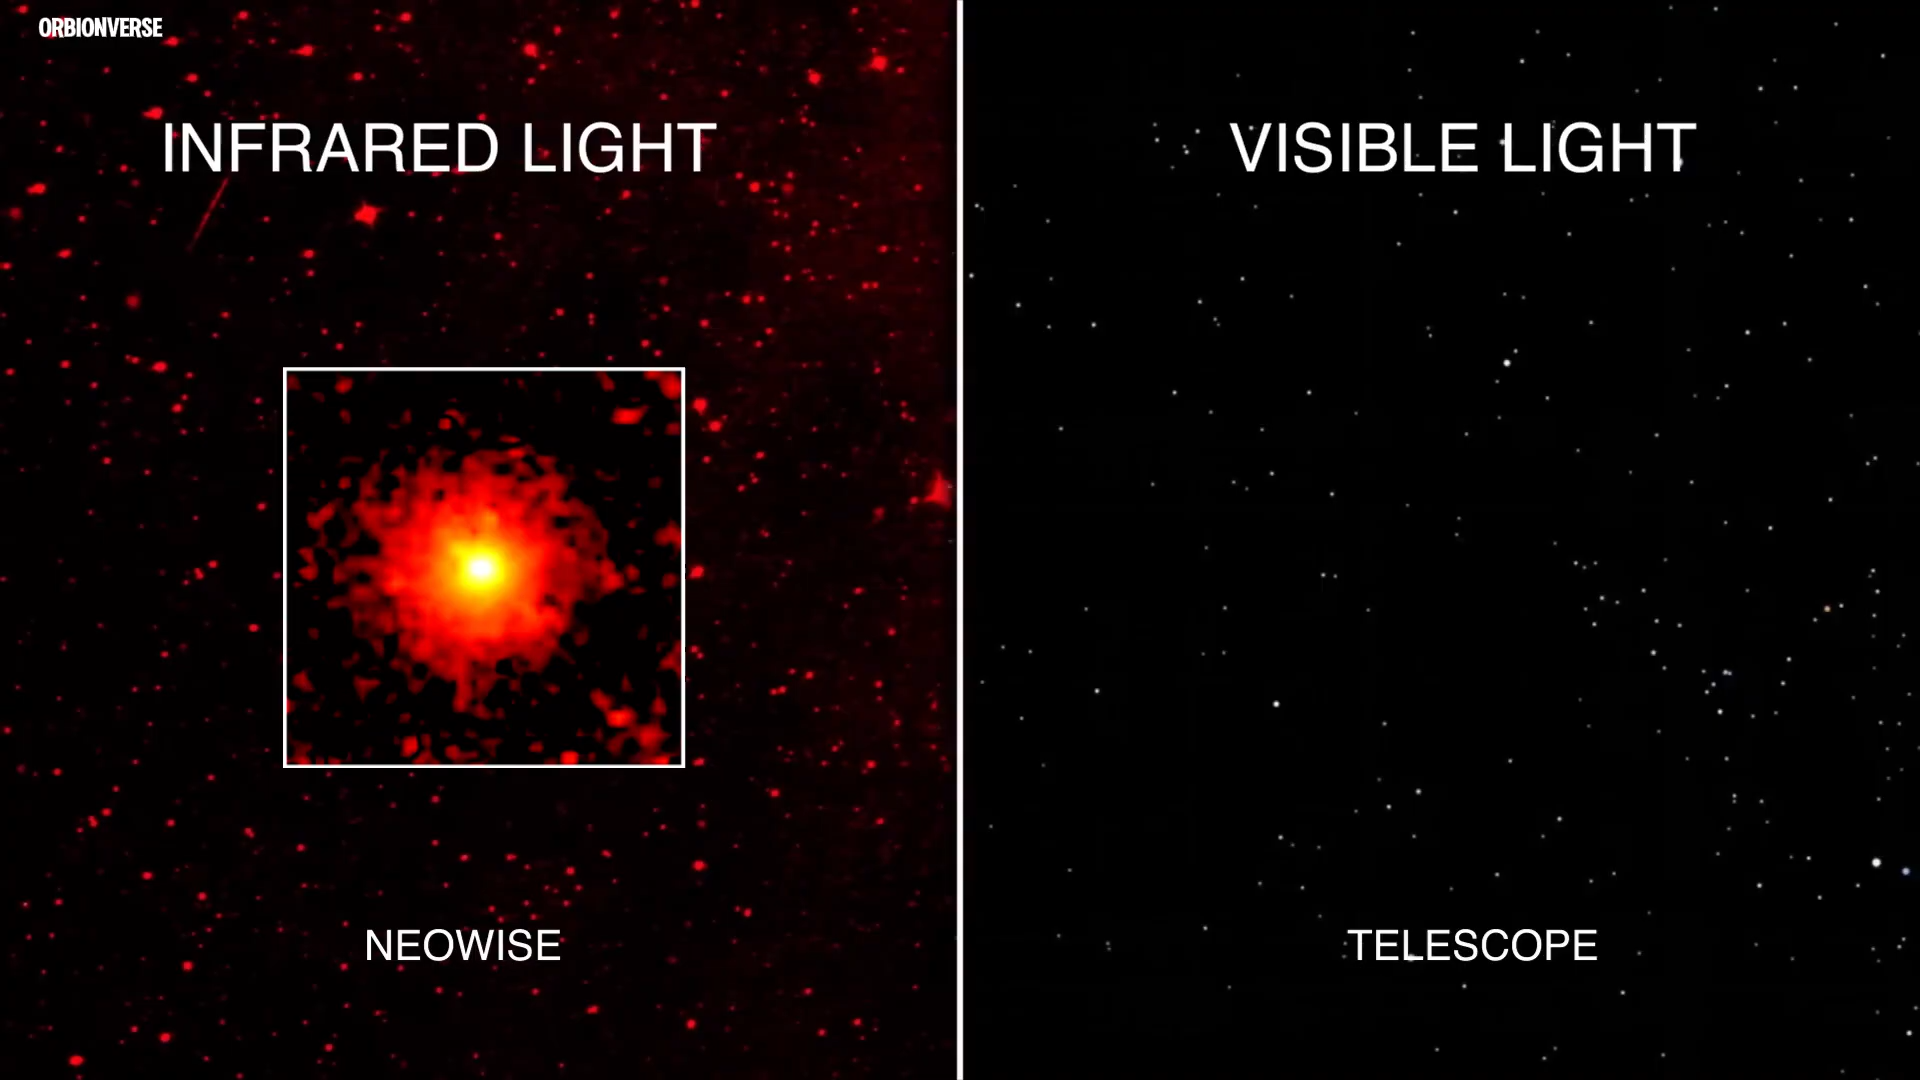 ORBIONVERSE
INFRARED LIGHT
VISIBLE LIGHT
NEOWISE
TELESCOPE